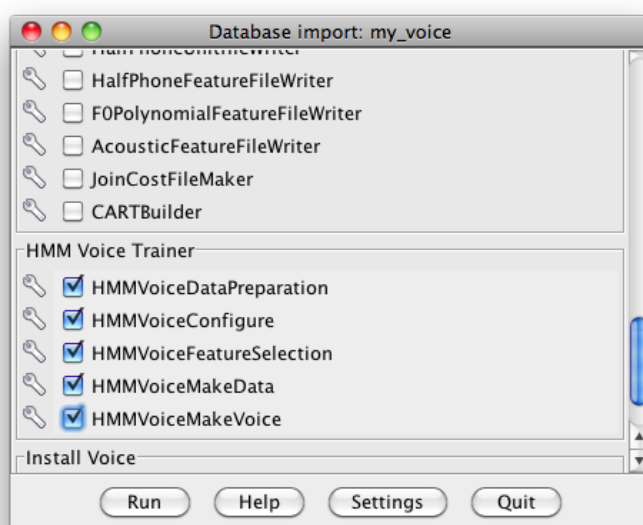 Database import: my_voice
HalfPhoneUnitfileWriter
HalfPhoneFeatureFileWriter
F0PolynomialFeatureFileWriter
AcousticFeatureFileWriter
JoinCostFileMaker
CARTBuilder
HMM Voice Trainer
HMMVoiceDataPreparation
HMMVoiceConfigure
HMMVoiceFeatureSelection
HMMVoiceMakeData
HMMVoiceMakeVoice
Install Voice
Run Help Settings Quit